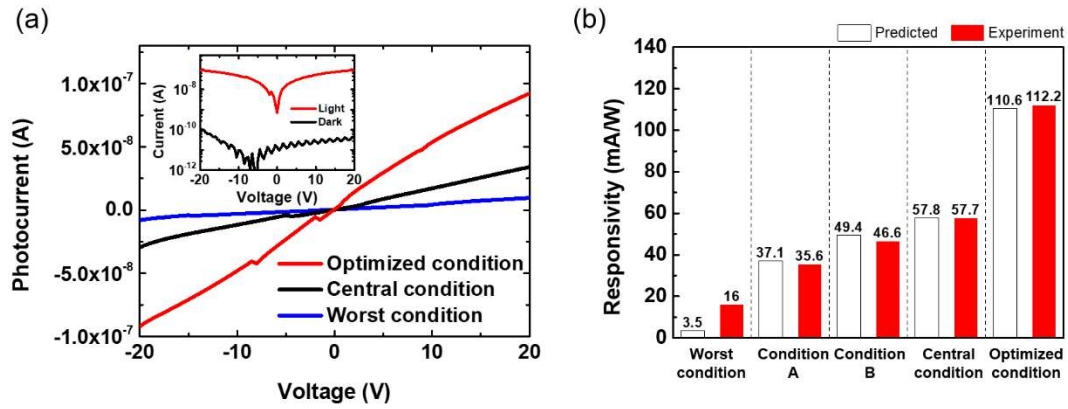 (a)
Photocurrent (A)
1.0x10-7
5.0x10-8
0.0
-5.0x10-8
-1.0x10-7
-20
-10
0
10
20
Voltage (V)
Optimized condition
Central condition
Worst condition
Current (A)
10-8
10-10
10-12
Light
Dark
-20
-10
0
10
20
Voltage (V)
(b)
Predicted
Experiment
Responsivity (mA/W)
140
120
100
80
60
40
20
0
3.5
16
37.1
35.6
49.4
46.6
57.8
57.7
110.6
112.2
Worst
condition
Condition
A
Condition
B
Central
condition
Optimized
condition